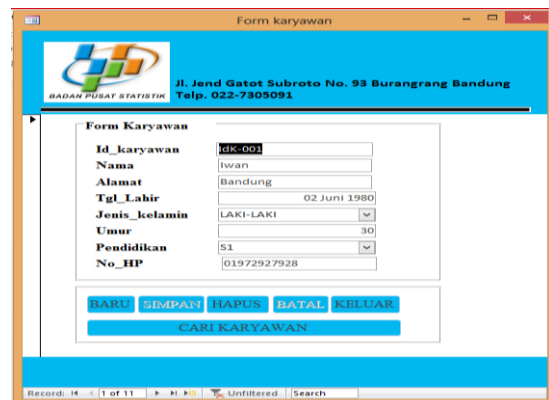 Form karyawan
BADAN PUSAT STATISTIK
Jl. Jend Gatot Subroto No. 93 Burangrang Bandung
Telp. 022-7305091
Form Karyawan
Id_karyawan IdK-001
Nama Iwan
Alamat Bandung
Tgl_Lahir 02 Juni 1980
Jenis_kelamin LAKI-LAKI
Umur 30
Pendidikan S1
No_HP 01972927928
BARU SIMPAN HAPUS BATAL KELUAR
CARI KARYAWAN
Record: 1 of 11 Unfiltered Search